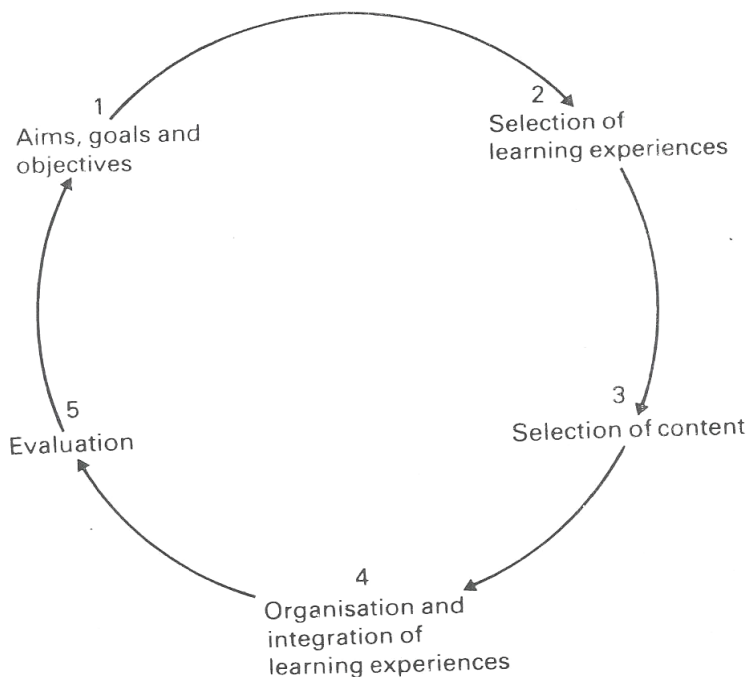 1
Aims, goals and
objectives
2
Selection of
learning experiences
3
Selection of content
4
Organisation and
integration of
learning experiences
5
Evaluation